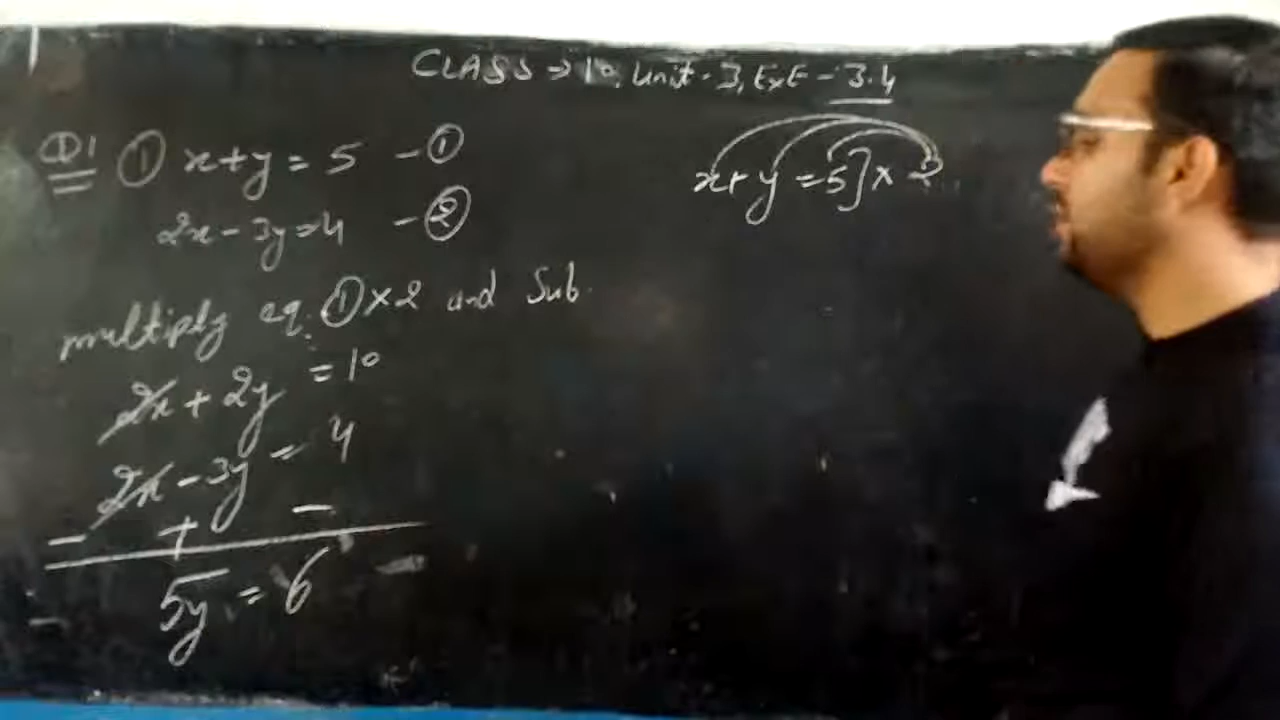 CLASS → 10, Unit - 3, EXE - 3.4
Q1 ① x+y = 5 - ①
2x - 3y = 4 - ②
multiply eq. ① × 2 and Sub.
2x + 2y = 10
2x - 3y = 4
- + -
5y = 6
x + y = 5] × 2